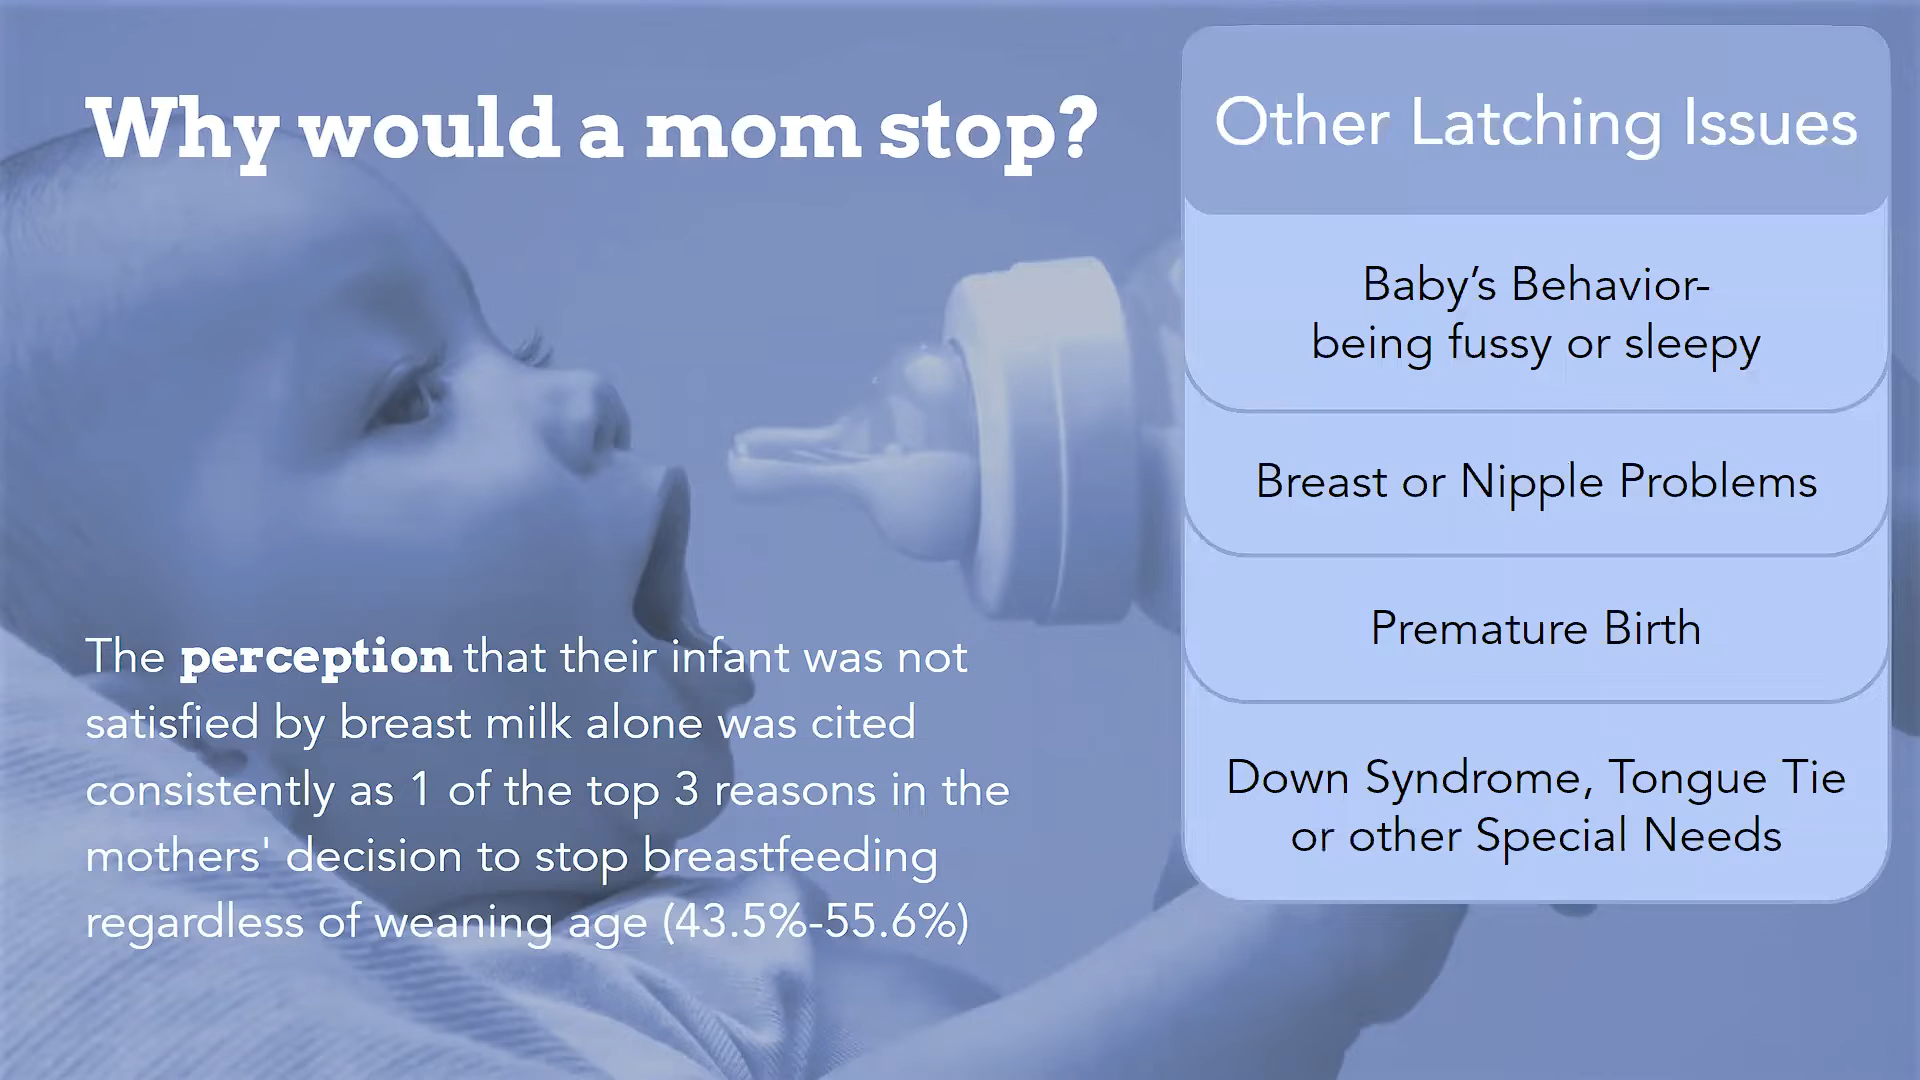 Why would a mom stop?
The perception that their infant was not
satisfied by breast milk alone was cited
consistently as 1 of the top 3 reasons in the
mothers' decision to stop breastfeeding
regardless of weaning age (43.5%-55.6%)
Other Latching Issues
Baby’s Behavior-
being fussy or sleepy
Breast or Nipple Problems
Premature Birth
Down Syndrome, Tongue Tie
or other Special Needs